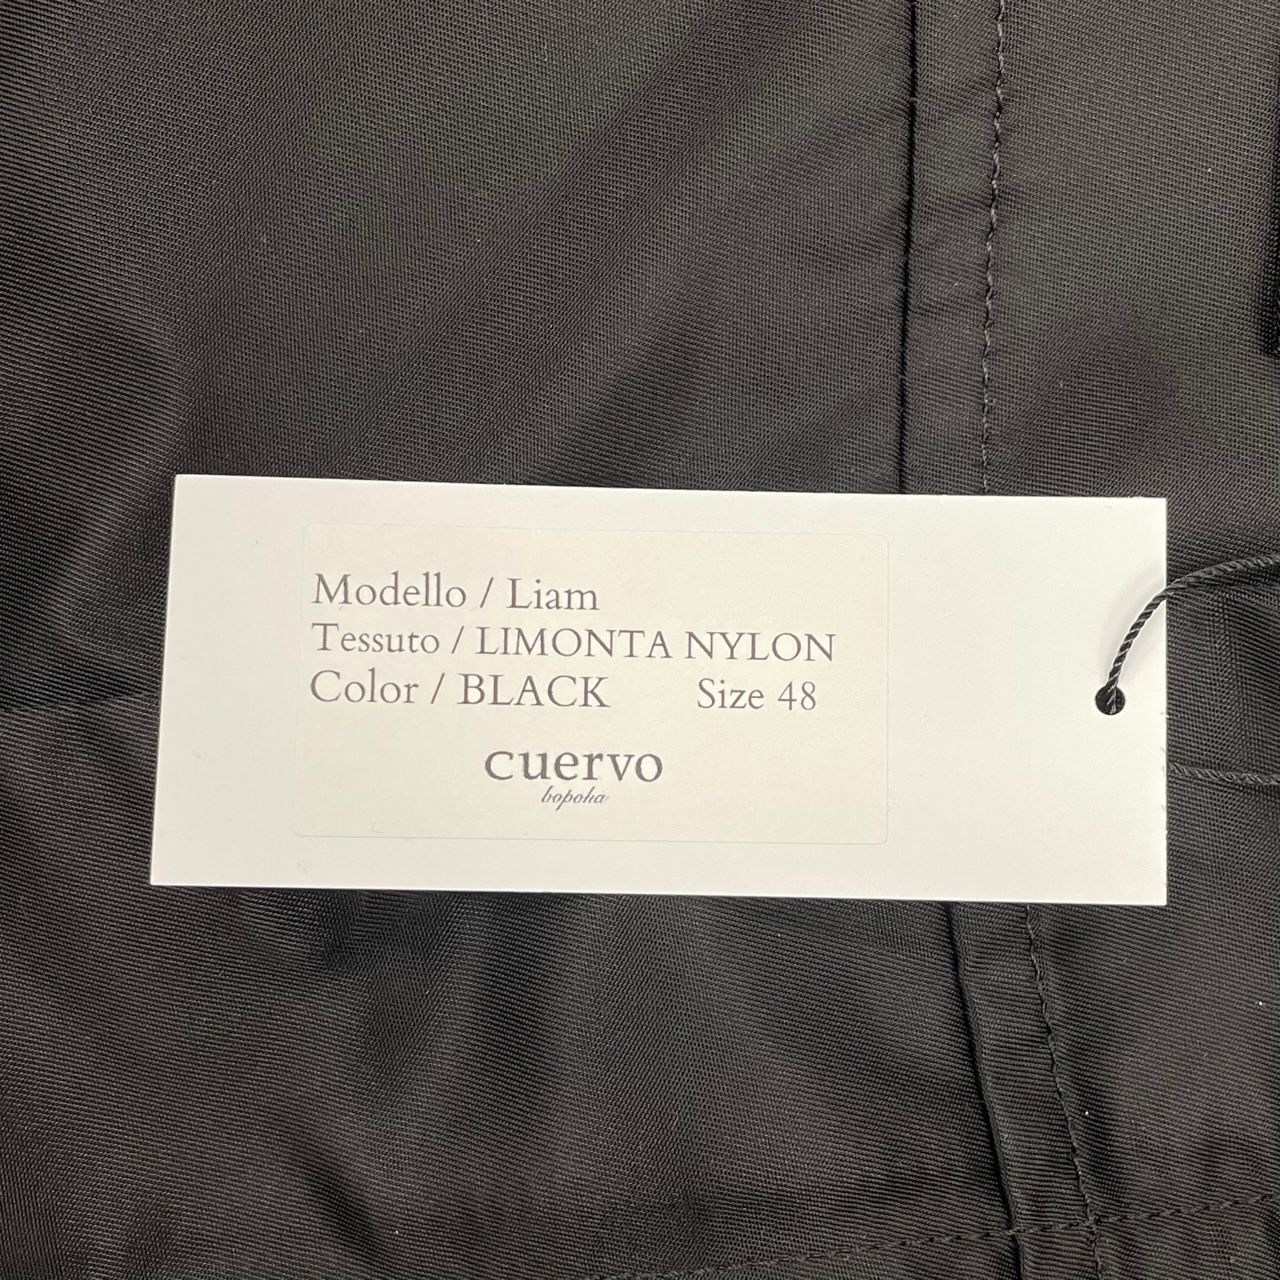 Modello / Liam
Tessuto / LIMONTA NYLON
Color / BLACK Size 48
cuervo
bopoha